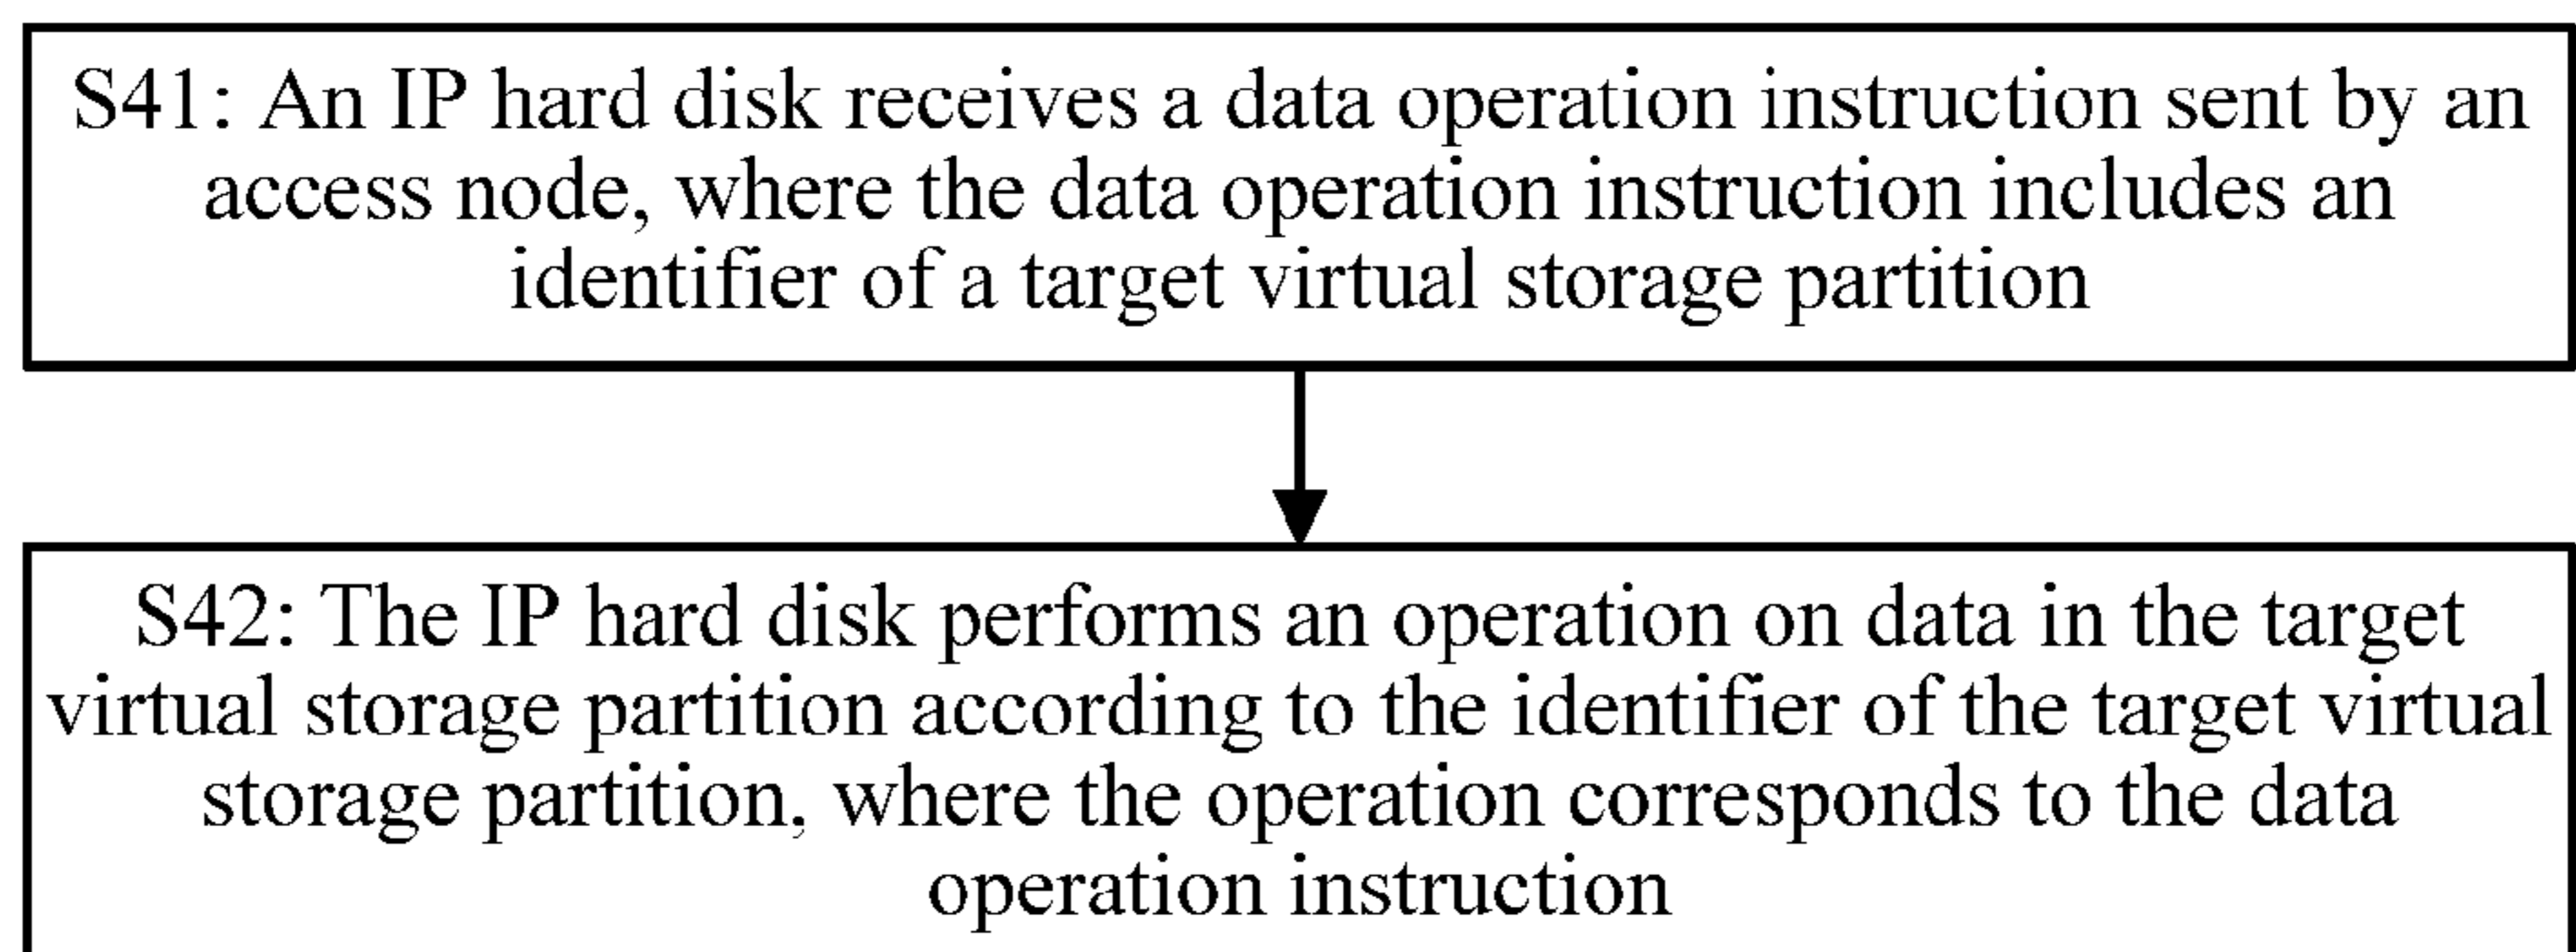 S41: An IP hard disk receives a data operation instruction sent by an
access node, where the data operation instruction includes an
identifier of a target virtual storage partition
S42: The IP hard disk performs an operation on data in the target
virtual storage partition according to the identifier of the target virtual
storage partition, where the operation corresponds to the data
operation instruction